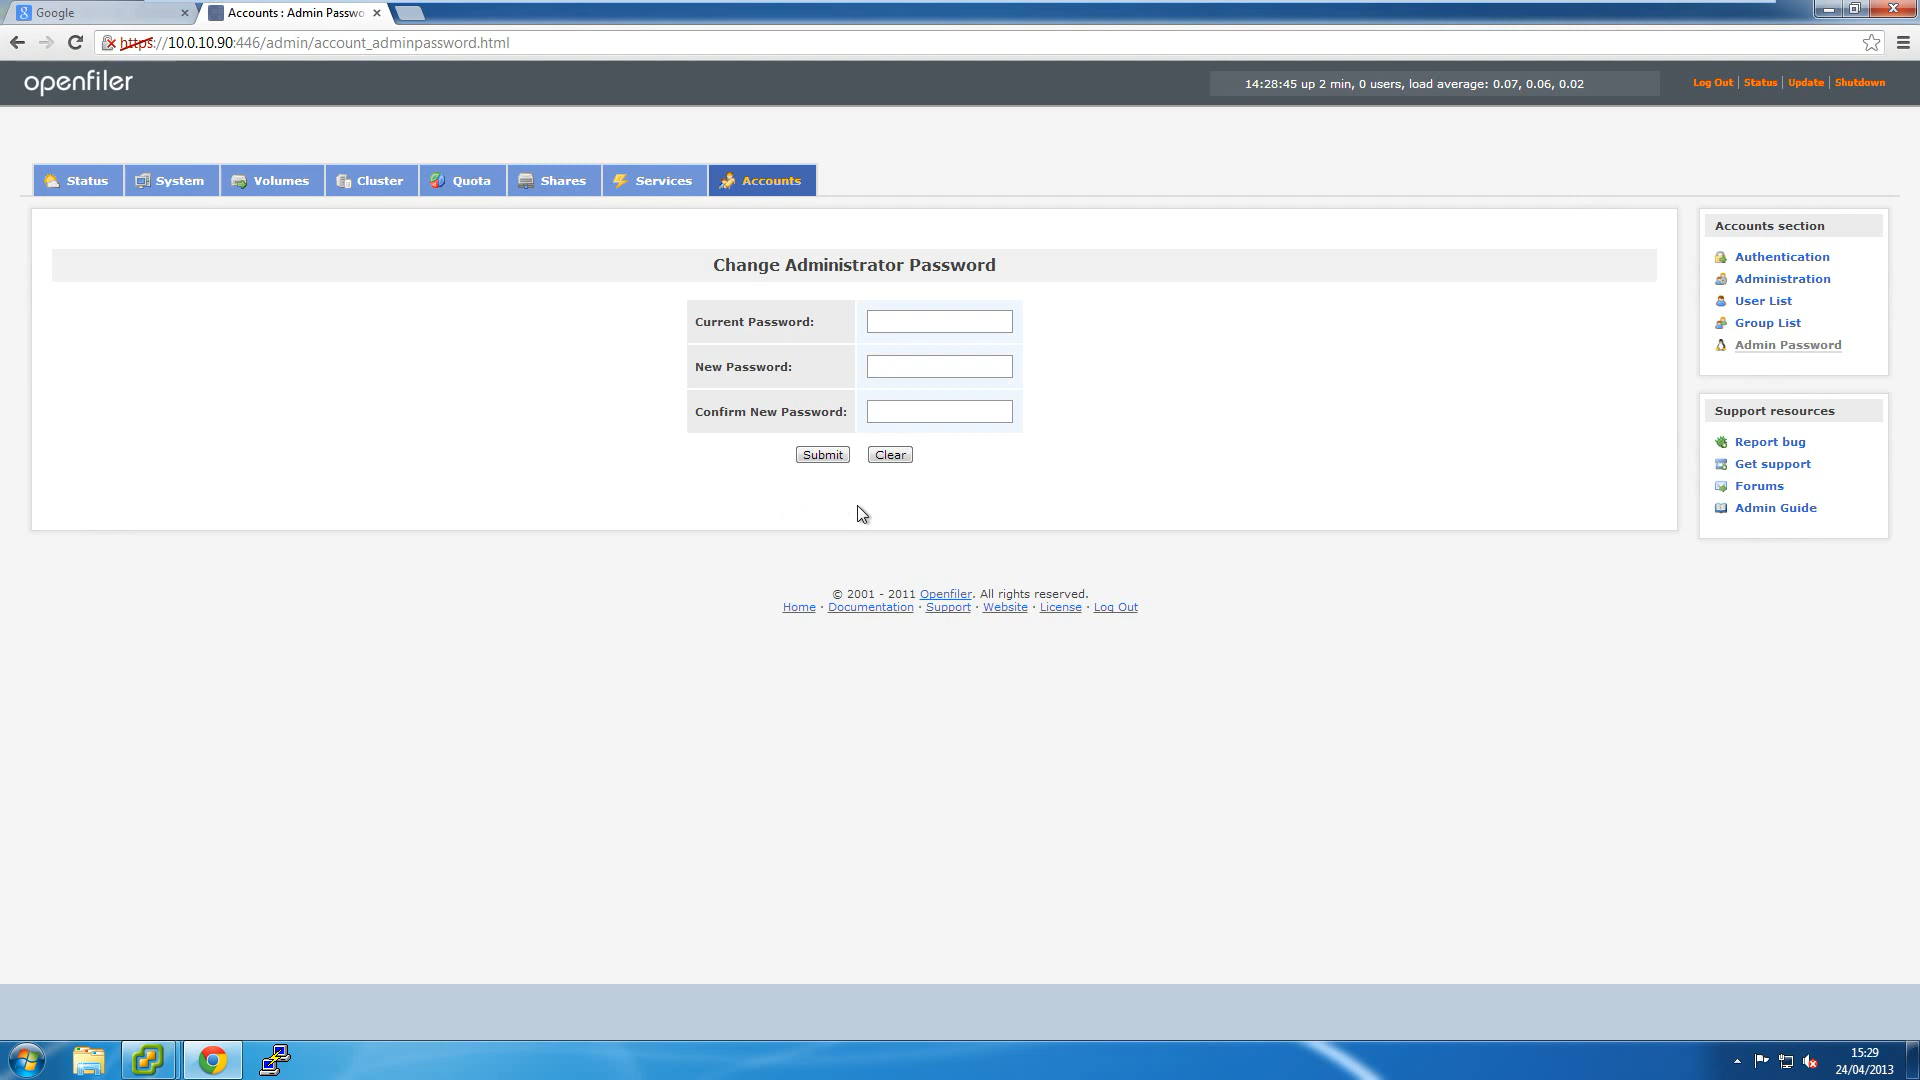 Google
Accounts : Admin Passwo
https://10.0.10.90:446/admin/account_adminpassword.html
openfiler
14:28:45 up 2 min, 0 users, load average: 0.07, 0.06, 0.02
Log Out | Status | Update | Shutdown
Status
System
Volumes
Cluster
Quota
Shares
Services
Accounts
Change Administrator Password
Current Password:
New Password:
Confirm New Password:
Submit
Clear
Accounts section
Authentication
Administration
User List
Group List
Admin Password
Support resources
Report bug
Get support
Forums
Admin Guide
© 2001 - 2011 Openfiler. All rights reserved.
Home · Documentation · Support · Website · License · Log Out
15:29
24/04/2013